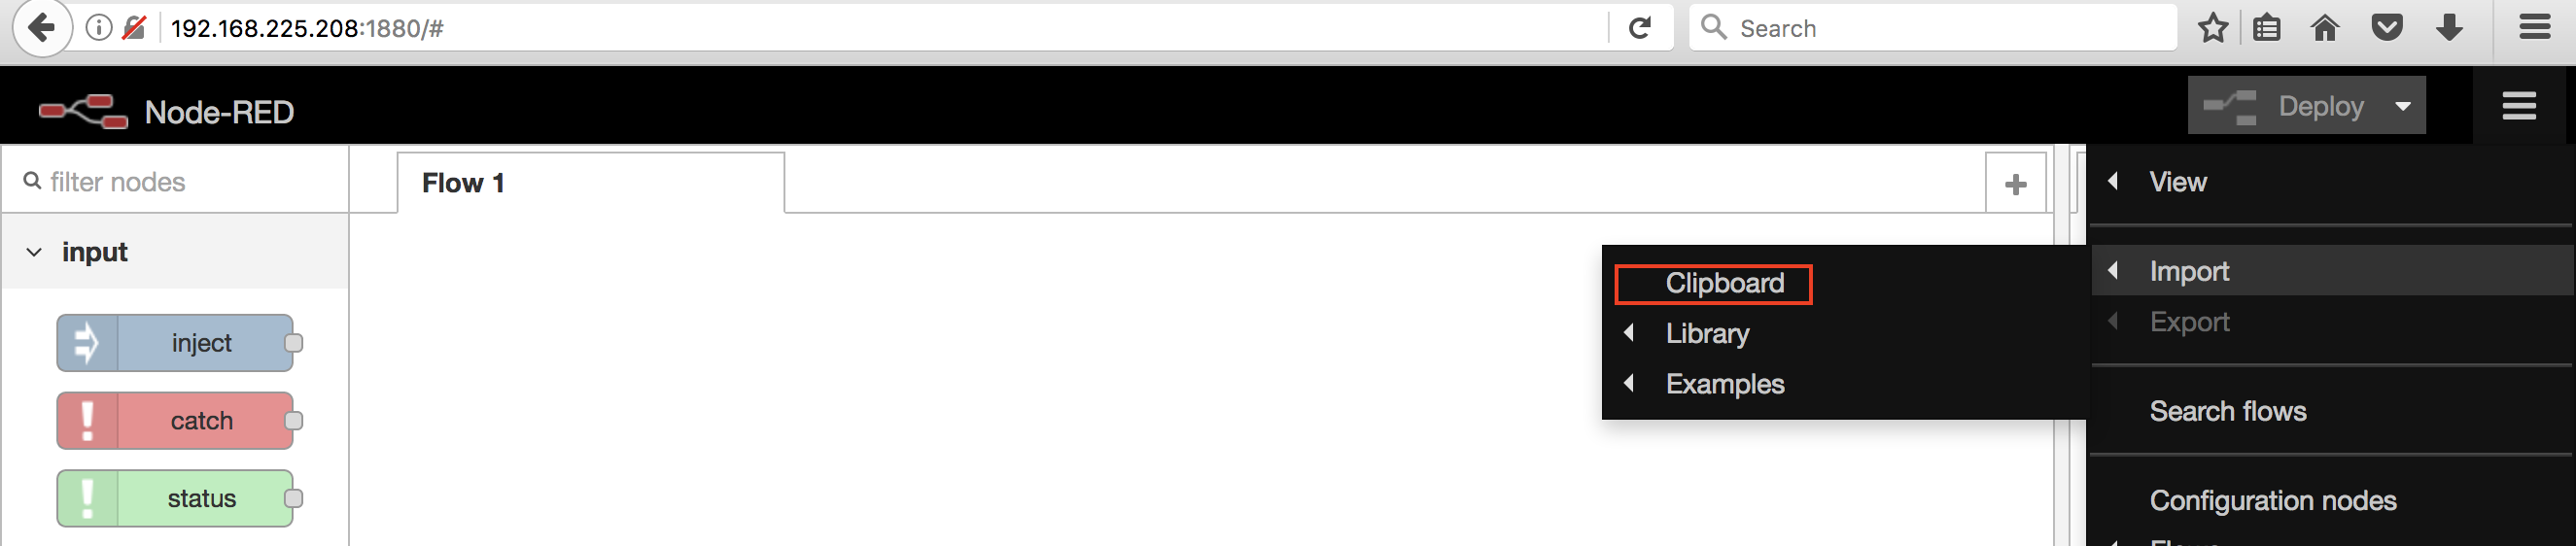 192.168.225.208:1880/#
Search
Node-RED
Deploy
filter nodes
Flow 1
View
input
Import
Clipboard
Export
inject
Library
Examples
Search flows
catch
status
Configuration nodes